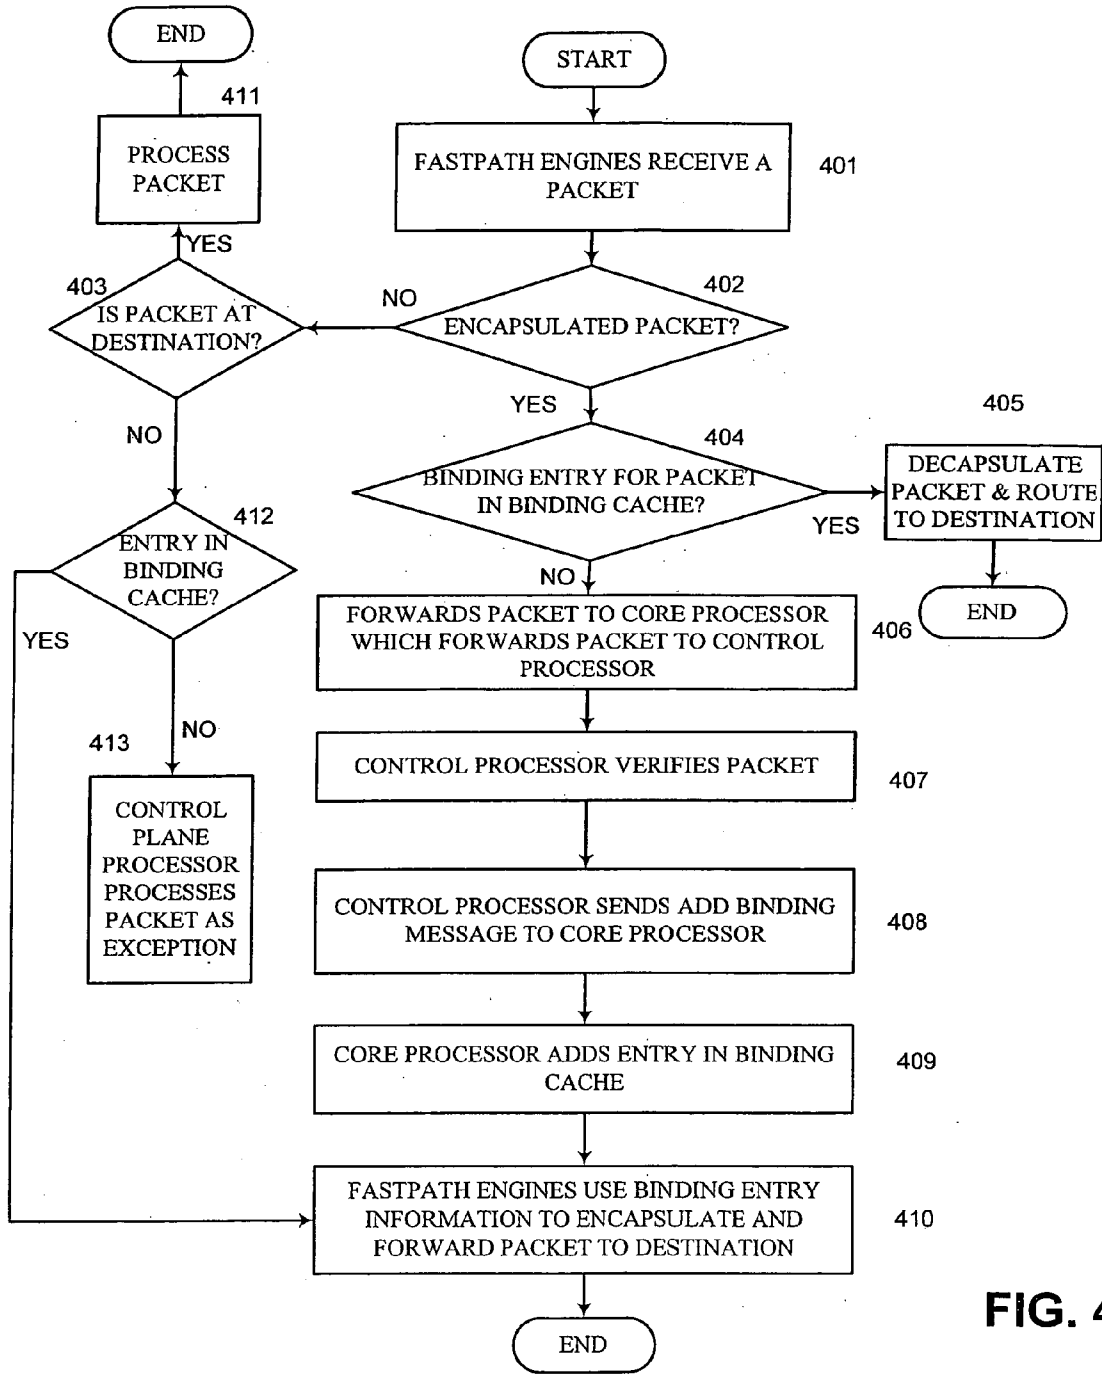 END
START
411
PROCESS
PACKET
FASTPATH ENGINES RECEIVE A
PACKET
401
YES
403
IS PACKET AT
DESTINATION?
NO
402
ENCAPSULATED PACKET?
YES
NO
404
BINDING ENTRY FOR PACKET
IN BINDING CACHE?
YES
405
DECAPSULATE
PACKET & ROUTE
TO DESTINATION
END
412
ENTRY IN
BINDING
CACHE?
YES
NO
NO
FORWARDS PACKET TO CORE PROCESSOR
WHICH FORWARDS PACKET TO CONTROL
PROCESSOR
406
413
CONTROL
PLANE
PROCESSOR
PROCESSES
PACKET AS
EXCEPTION
CONTROL PROCESSOR VERIFIES PACKET
407
CONTROL PROCESSOR SENDS ADD BINDING
MESSAGE TO CORE PROCESSOR
408
CORE PROCESSOR ADDS ENTRY IN BINDING
CACHE
409
FASTPATH ENGINES USE BINDING ENTRY
INFORMATION TO ENCAPSULATE AND
FORWARD PACKET TO DESTINATION
410
END
FIG. 4